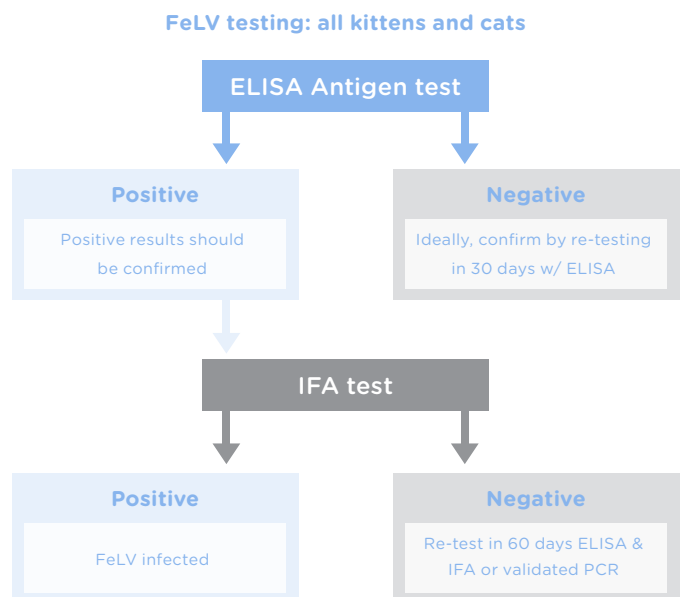 FeLV testing: all kittens and cats
ELISA Antigen test
Positive
Positive results should
be confirmed
Negative
Ideally, confirm by re-testing
in 30 days w/ ELISA
IFA test
Positive
FeLV infected
Negative
Re-test in 60 days ELISA &
IFA or validated PCR